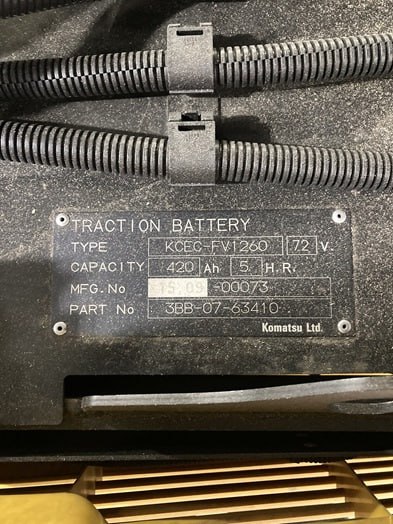 TRACTION BATTERY
TYPE KCEC-FV1260 72 V.
CAPACITY 420 Ah 5 H.R.
MFG.No 15 09 -00073
PART No 3BB-07-63410
Komatsu Ltd.